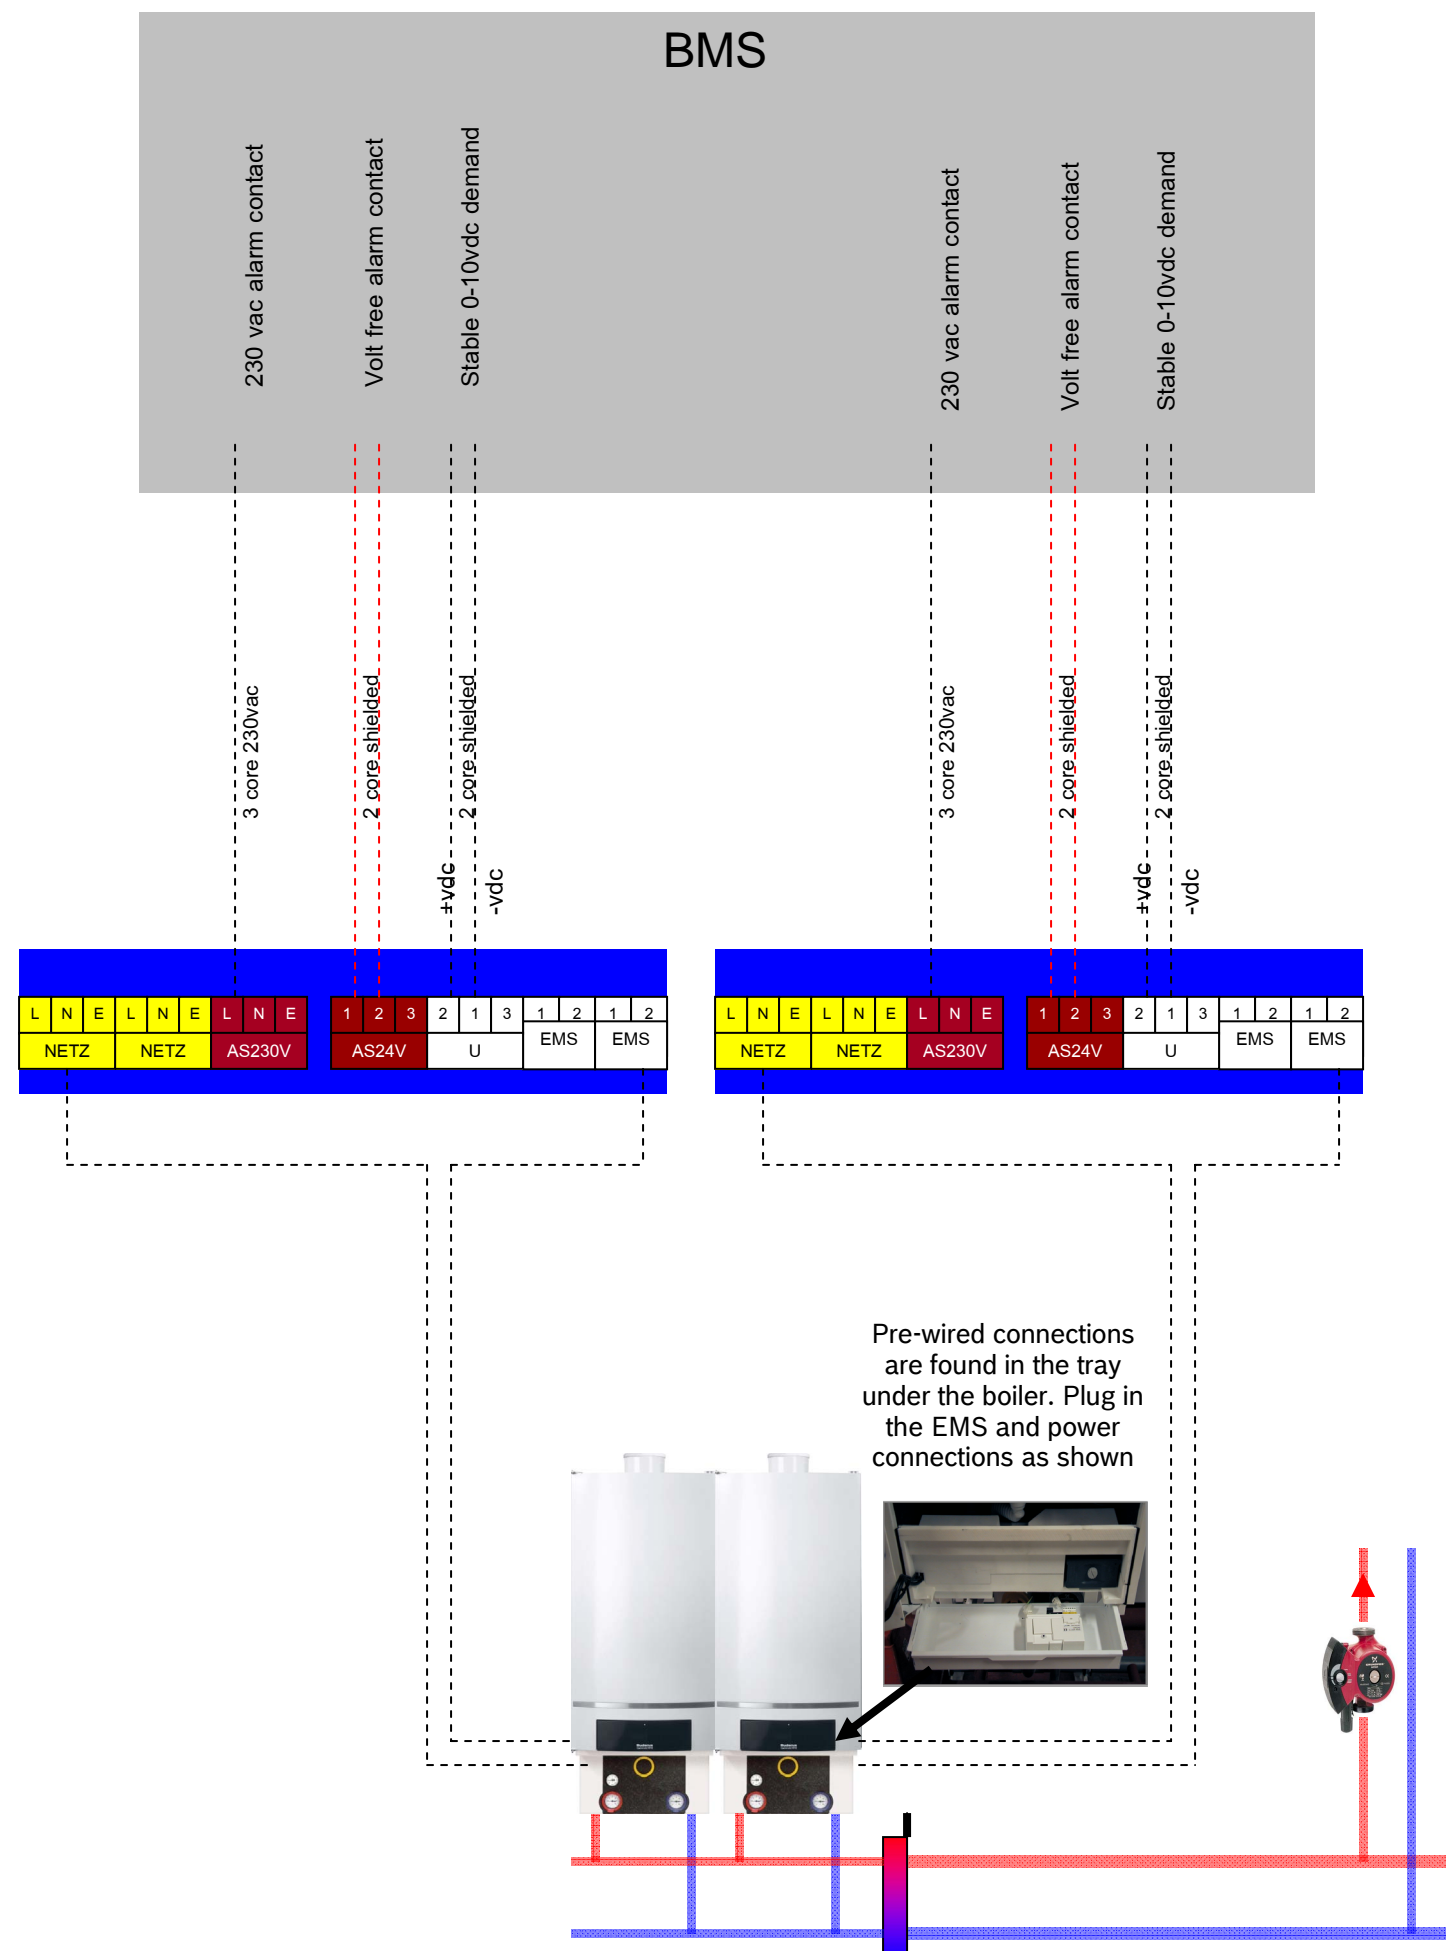 BMS
230 vac alarm contact
Volt free alarm contact
Stable 0-10vdc demand
230 vac alarm contact
Volt free alarm contact
Stable 0-10vdc demand
3 core 230vac
2 core shielded
2 core shielded
3 core 230vac
2 core shielded
2 core shielded
+vdc
-vdc
+vdc
-vdc
L N E L N E L N E 1 2 3 2 1 3 1 2 1 2
NETZ NETZ AS230V AS24V U EMS EMS
L N E L N E L N E 1 2 3 2 1 3 1 2 1 2
NETZ NETZ AS230V AS24V U EMS EMS
Pre-wired connections
are found in the tray
under the boiler. Plug in
the EMS and power
connections as shown